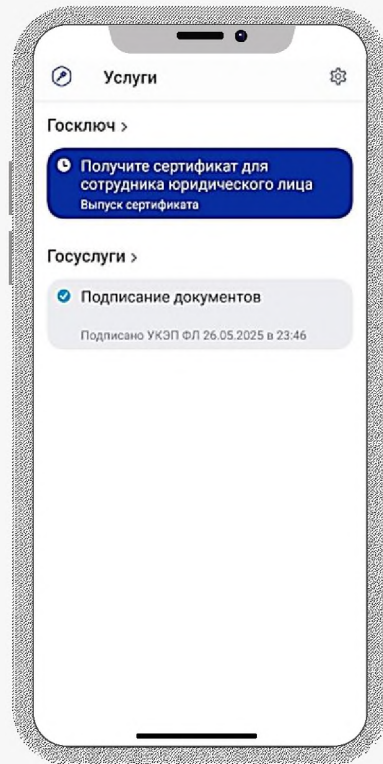 Услуги
Госключ >
Получите сертификат для
сотрудника юридического лица
Выпуск сертификата
Госуслуги >
Подписание документов
Подписано УКЭП ФЛ 26.05.2025 в 23:46